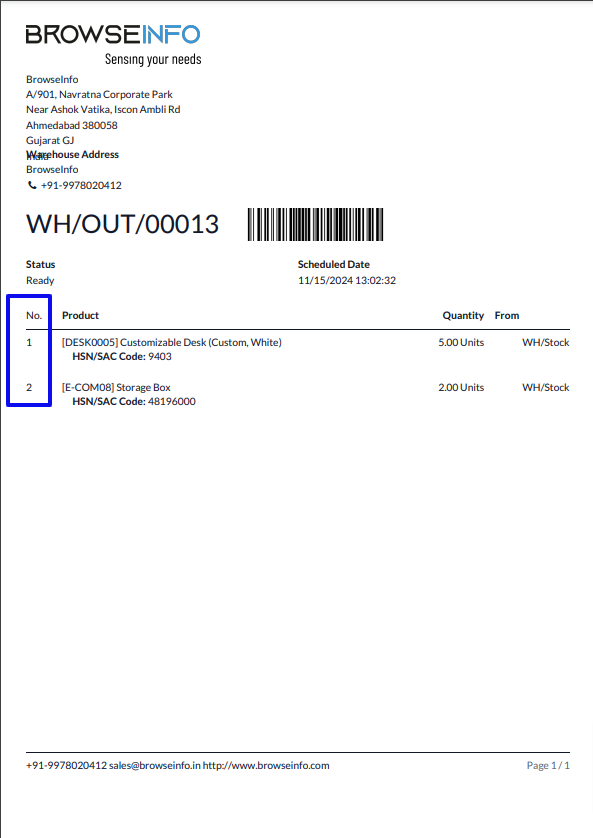 BROWSEINFO
Sensing your needs
BrowseInfo
A/901, Navratna Corporate Park
Near Ashok Vatika, Iscon Ambli Rd
Ahmedabad 380058
Gujarat GJ
India
Warehouse Address
BrowseInfo
+91-9978020412
WH/OUT/00013
Status Scheduled Date
Ready 11/15/2024 13:02:32
No. Product Quantity From
1 [DESK0005] Customizable Desk (Custom, White) 5.00 Units WH/Stock
HSN/SAC Code: 9403
2 [E-COM08] Storage Box 2.00 Units WH/Stock
HSN/SAC Code: 48196000
+91-9978020412 sales@browseinfo.in http://www.browseinfo.com Page 1 / 1